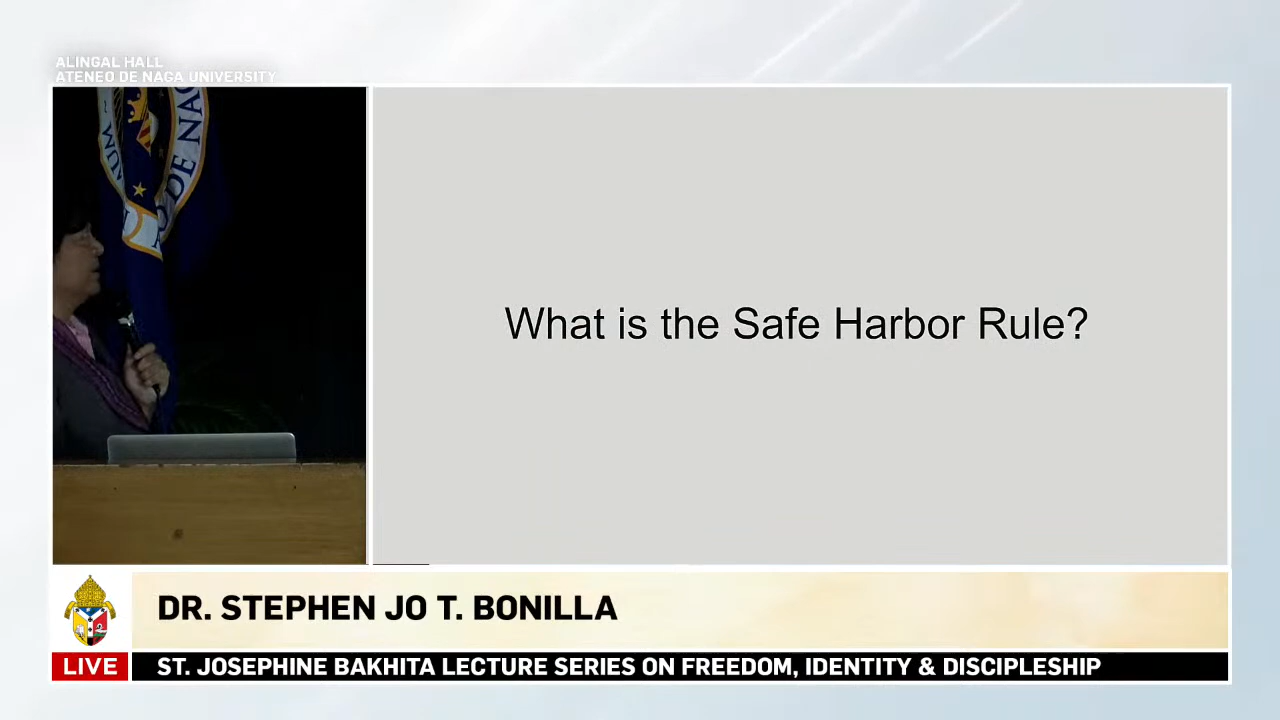 ALINGAL HALL
ATENEO DE NAGA UNIVERSITY
What is the Safe Harbor Rule?
DR. STEPHEN JO T. BONILLA
LIVE
ST. JOSEPHINE BAKHITA LECTURE SERIES ON FREEDOM, IDENTITY & DISCIPLESHIP